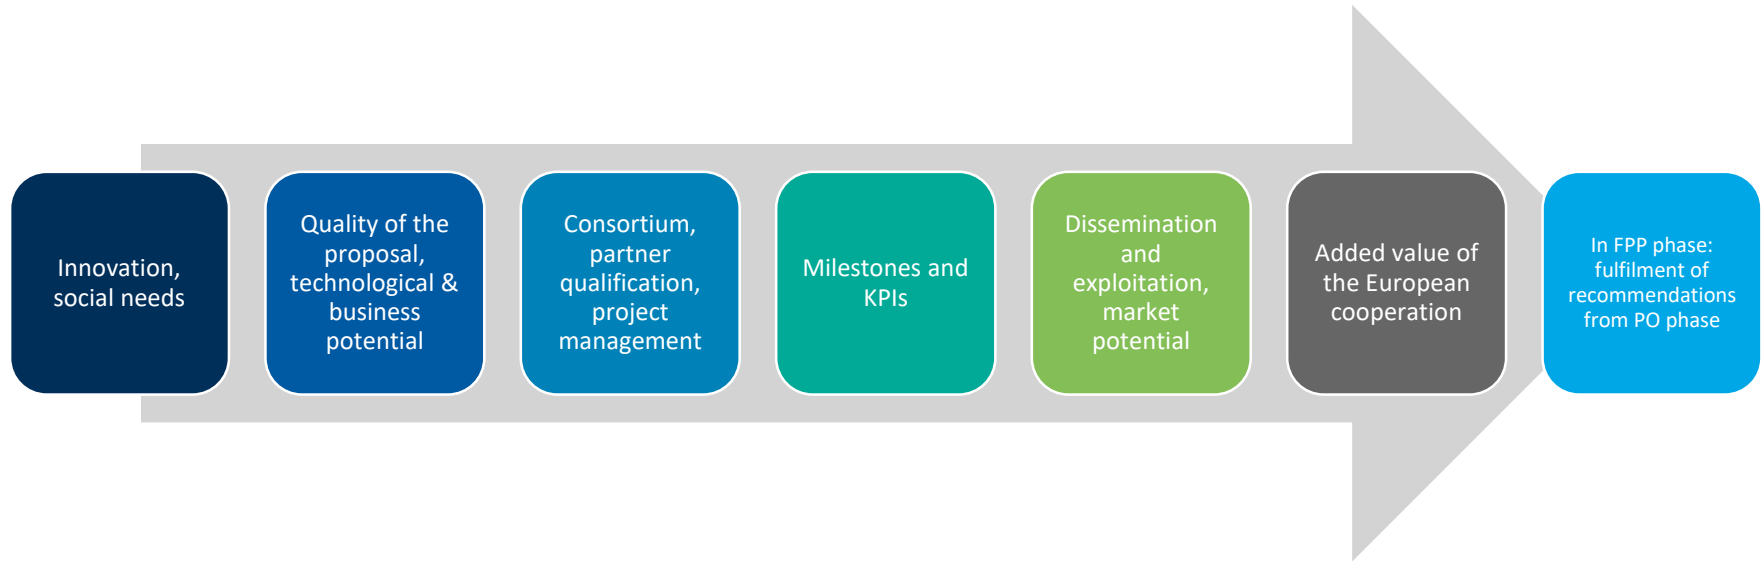 Innovation,
social needs
Quality of the
proposal,
technological &
business
potential
Consortium,
partner
qualification,
project
management
Milestones and
KPIs
Dissemination
and
exploitation,
market
potential
Added value of
the European
cooperation
In FPP phase:
fulfilment of
recommendations
from PO phase